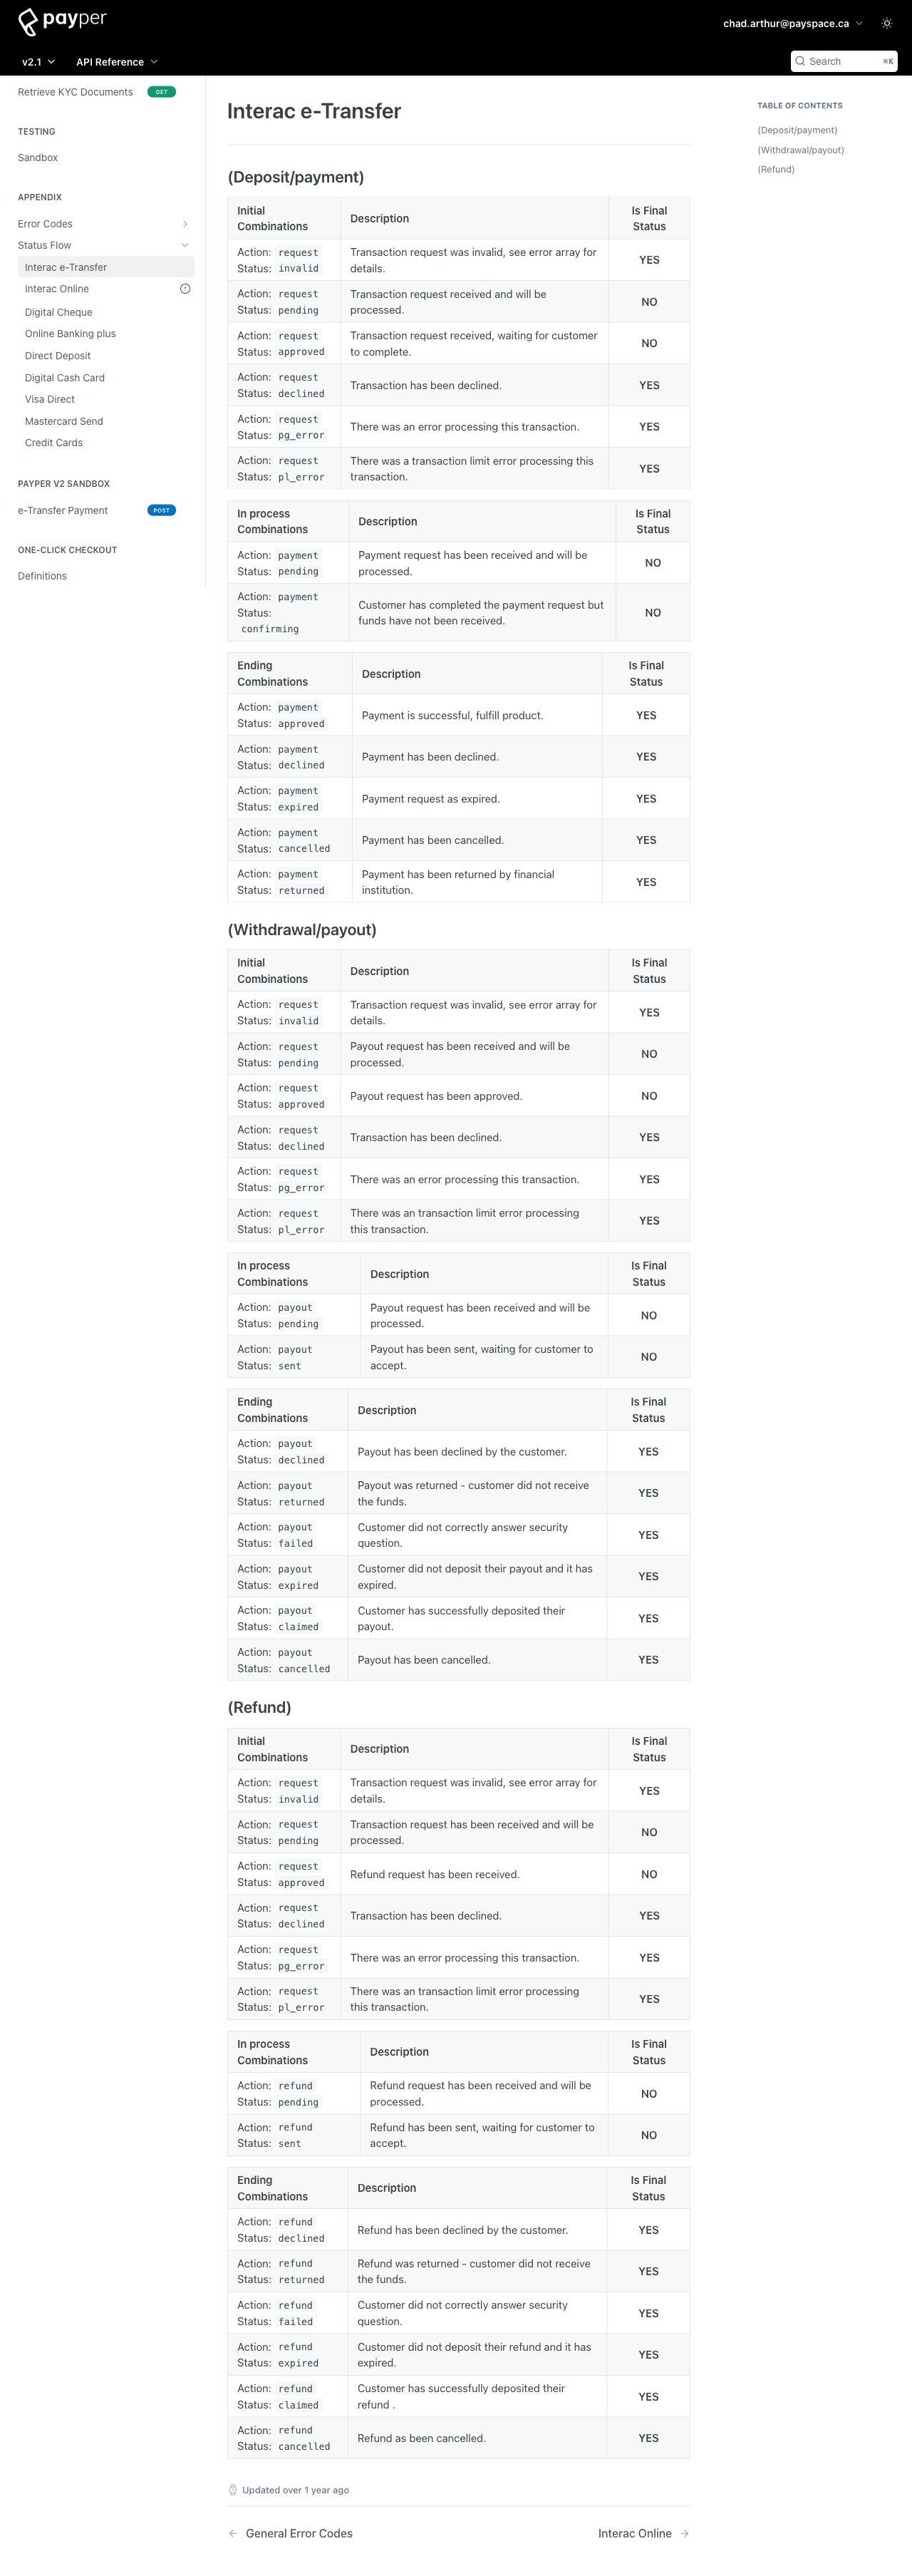 payper
chad.arthur@payspace.ca
v2.1 API Reference
Search ⌘K
Retrieve KYC Documents GET
TESTING
Sandbox
APPENDIX
Error Codes
Status Flow
Interac e-Transfer
Interac Online
Digital Cheque
Online Banking plus
Direct Deposit
Digital Cash Card
Visa Direct
Mastercard Send
Credit Cards
PAYPER V2 SANDBOX
e-Transfer Payment POST
ONE-CLICK CHECKOUT
Definitions
Interac e-Transfer
(Deposit/payment)
Initial
Combinations
Description
Is Final
Status
Action: request
Status: invalid
Transaction request was invalid, see error array for
details.
YES
Action: request
Status: pending
Transaction request received and will be
processed.
NO
Action: request
Status: approved
Transaction request received, waiting for customer
to complete.
NO
Action: request
Status: declined
Transaction has been declined.
YES
Action: request
Status: pg_error
There was an error processing this transaction.
YES
Action: request
Status: pl_error
There was a transaction limit error processing this
transaction.
YES
In process
Combinations
Description
Is Final
Status
Action: payment
Status: pending
Payment request has been received and will be
processed.
NO
Action: payment
Status:
confirming
Customer has completed the payment request but
funds have not been received.
NO
Ending
Combinations
Description
Is Final
Status
Action: payment
Status: approved
Payment is successful, fulfill product.
YES
Action: payment
Status: declined
Payment has been declined.
YES
Action: payment
Status: expired
Payment request as expired.
YES
Action: payment
Status: cancelled
Payment has been cancelled.
YES
Action: payment
Status: returned
Payment has been returned by financial
institution.
YES
(Withdrawal/payout)
Initial
Combinations
Description
Is Final
Status
Action: request
Status: invalid
Transaction request was invalid, see error array for
details.
YES
Action: request
Status: pending
Payout request has been received and will be
processed.
NO
Action: request
Status: approved
Payout request has been approved.
NO
Action: request
Status: declined
Transaction has been declined.
YES
Action: request
Status: pg_error
There was an error processing this transaction.
YES
Action: request
Status: pl_error
There was an transaction limit error processing
this transaction.
YES
In process
Combinations
Description
Is Final
Status
Action: payout
Status: pending
Payout request has been received and will be
processed.
NO
Action: payout
Status: sent
Payout has been sent, waiting for customer to
accept.
NO
Ending
Combinations
Description
Is Final
Status
Action: payout
Status: declined
Payout has been declined by the customer.
YES
Action: payout
Status: returned
Payout was returned - customer did not receive
the funds.
YES
Action: payout
Status: failed
Customer did not correctly answer security
question.
YES
Action: payout
Status: expired
Customer did not deposit their payout and it has
expired.
YES
Action: payout
Status: claimed
Customer has successfully deposited their
payout.
YES
Action: payout
Status: cancelled
Payout has been cancelled.
YES
(Refund)
Initial
Combinations
Description
Is Final
Status
Action: request
Status: invalid
Transaction request was invalid, see error array for
details.
YES
Action: request
Status: pending
Transaction request has been received and will be
processed.
NO
Action: request
Status: approved
Refund request has been received.
NO
Action: request
Status: declined
Transaction has been declined.
YES
Action: request
Status: pg_error
There was an error processing this transaction.
YES
Action: request
Status: pl_error
There was an transaction limit error processing
this transaction.
YES
In process
Combinations
Description
Is Final
Status
Action: refund
Status: pending
Refund request has been received and will be
processed.
NO
Action: refund
Status: sent
Refund has been sent, waiting for customer to
accept.
NO
Ending
Combinations
Description
Is Final
Status
Action: refund
Status: declined
Refund has been declined by the customer.
YES
Action: refund
Status: returned
Refund was returned - customer did not receive
the funds.
YES
Action: refund
Status: failed
Customer did not correctly answer security
question.
YES
Action: refund
Status: expired
Customer did not deposit their refund and it has
expired.
YES
Action: refund
Status: claimed
Customer has successfully deposited their
refund .
YES
Action: refund
Status: cancelled
Refund as been cancelled.
YES
Updated over 1 year ago
← General Error Codes
Interac Online →
TABLE OF CONTENTS
(Deposit/payment)
(Withdrawal/payout)
(Refund)